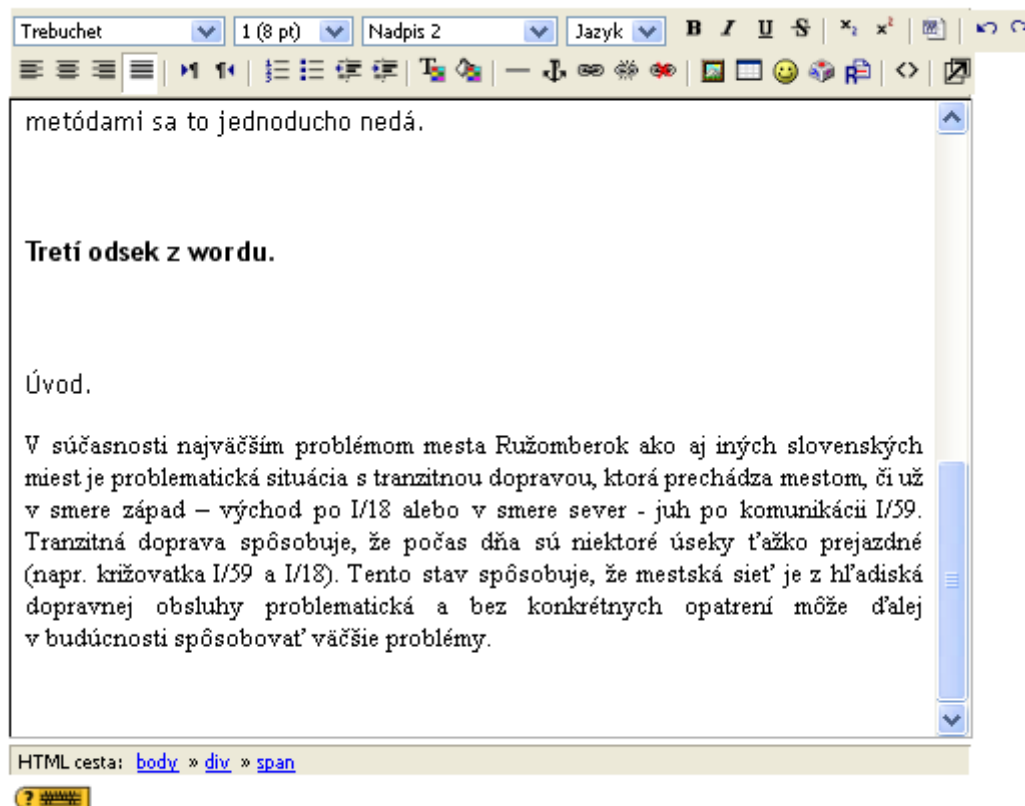 Trebuchet 1 (8 pt) Nadpis 2 Jazyk B I U S x₂ x²
metódami sa to jednoducho nedá.
Tretí odsek z wordu.
Úvod.
V súčasnosti najväčším problémom mesta Ružomberok ako aj iných slovenských
miest je problematická situácia s tranzitnou dopravou, ktorá prechádza mestom, či už
v smere západ – východ po I/18 alebo v smere sever - juh po komunikácii I/59.
Tranzitná doprava spôsobuje, že počas dňa sú niektoré úseky ťažko prejazdné
(napr. križovatka I/59 a I/18). Tento stav spôsobuje, že mestská sieť je z hľadiská
dopravnej obsluhy problematická a bez konkrétnych opatrení môže ďalej
v budúcnosti spôsobovať väčšie problémy.
HTML cesta: body » div » span